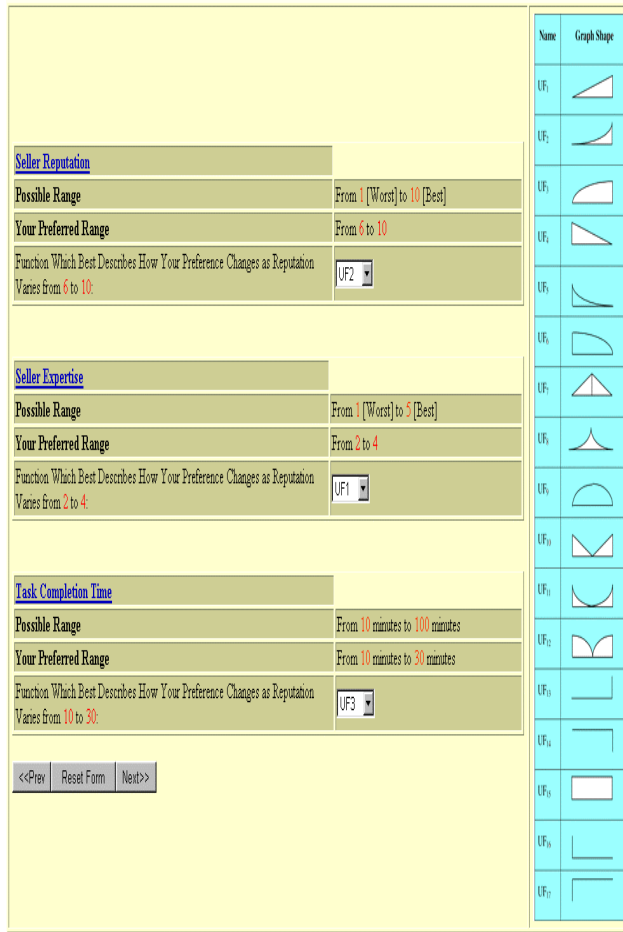 Seller Reputation
Possible Range From 1 [Worst] to 10 [Best]
Your Preferred Range From 6 to 10
Function Which Best Describes How Your Preference Changes as Reputation
Varies from 6 to 10: UF2
Seller Expertise
Possible Range From 1 [Worst] to 5 [Best]
Your Preferred Range From 2 to 4
Function Which Best Describes How Your Preference Changes as Reputation
Varies from 2 to 4: UF1
Task Completion Time
Possible Range From 10 minutes to 100 minutes
Your Preferred Range From 10 minutes to 30 minutes
Function Which Best Describes How Your Preference Changes as Reputation
Varies from 10 to 30: UF3
<<Prev Reset Form Next>>
Name Graph Shape
UF1
UF2
UF3
UF4
UF5
UF6
UF7
UF8
UF9
UF10
UF11
UF12
UF13
UF14
UF15
UF16
UF17